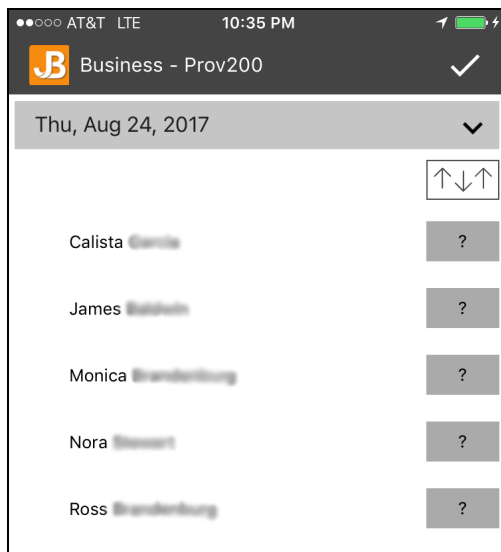 AT&T LTE 10:35 PM
JB Business - Prov200
Thu, Aug 24, 2017
↑↓↑
Calista ?
James ?
Monica ?
Nora ?
Ross ?